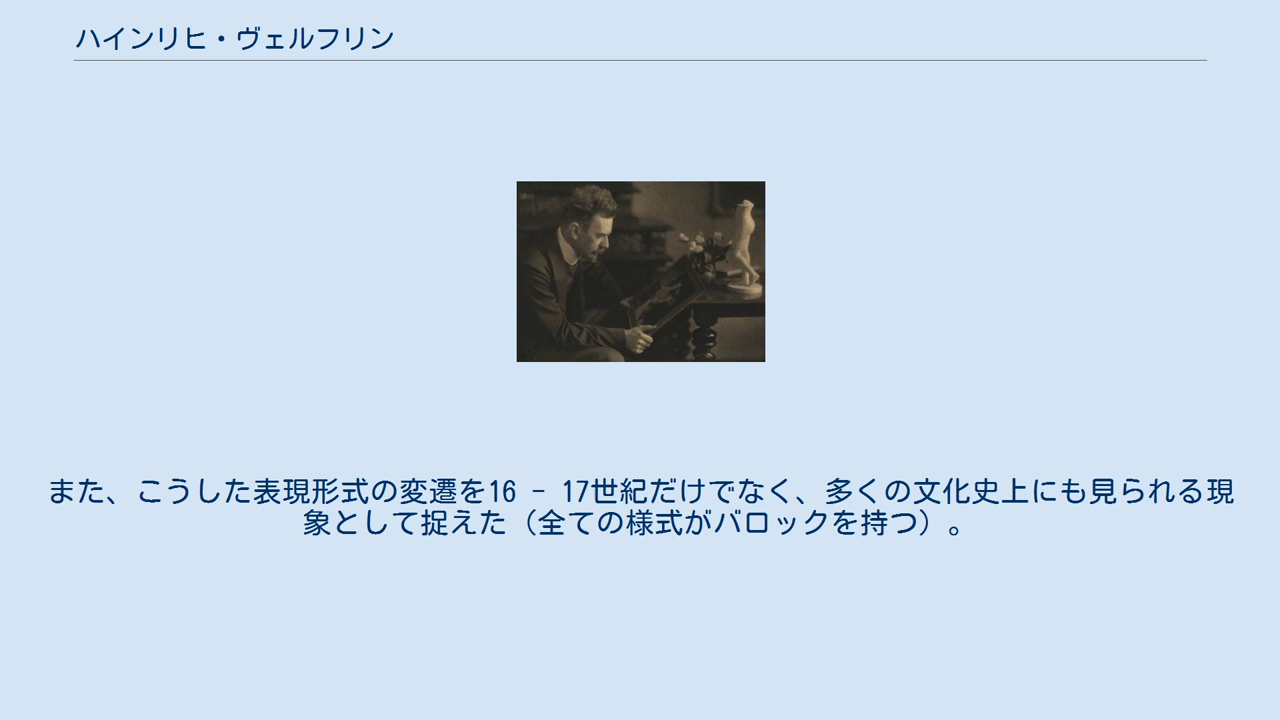 ハインリヒ・ヴェルフリン
また、こうした表現形式の変遷を16 - 17世紀だけでなく、多くの文化史上にも見られる現
象として捉えた（全ての様式がバロックを持つ）。